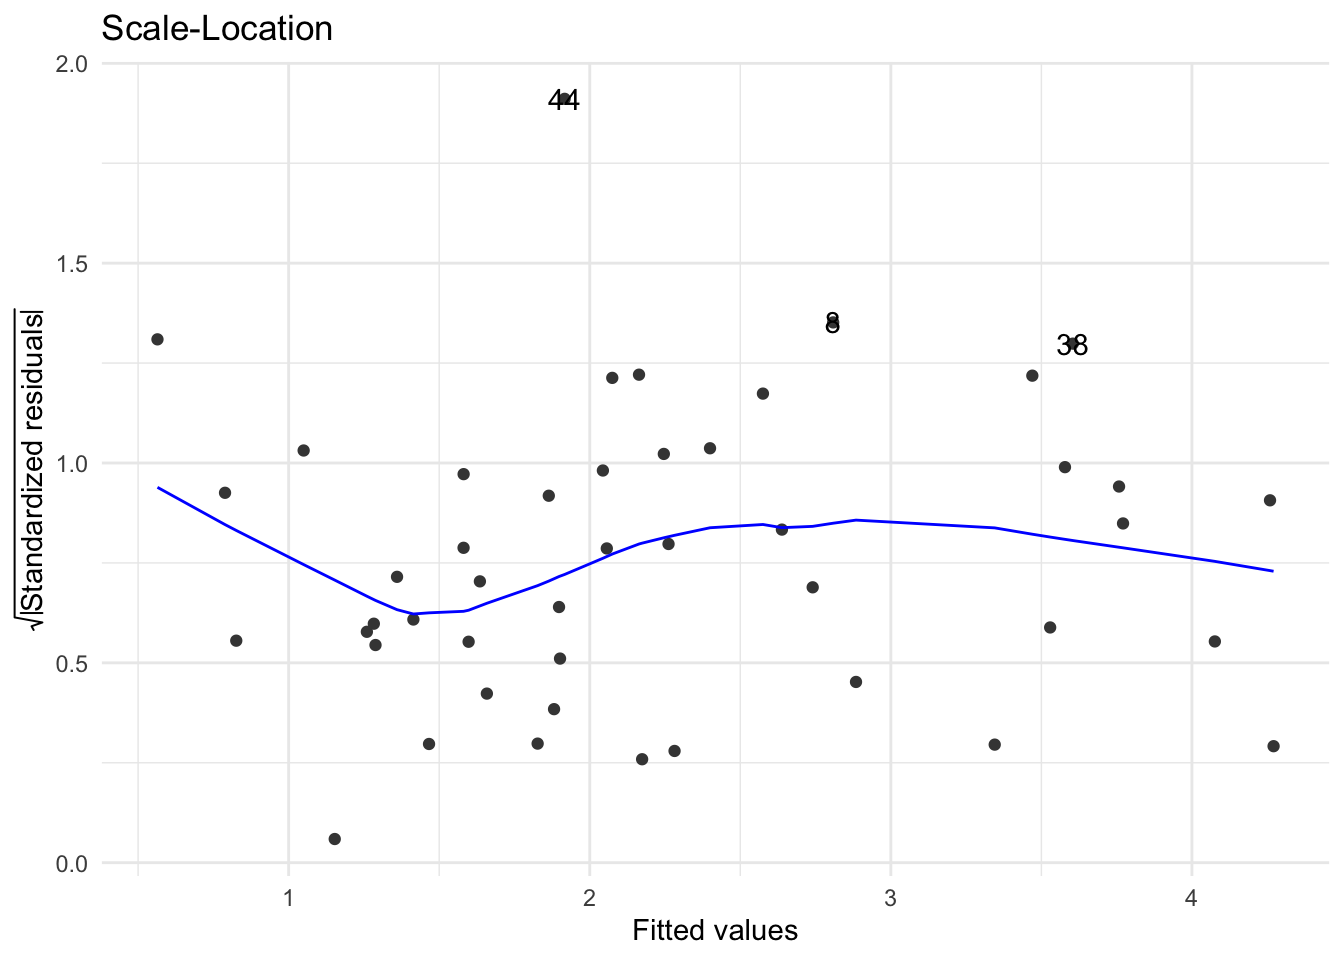 Scale-Location
2.0
44
1.5
8
38
1.0
0.5
0.0
√|Standardized residuals|
1 2 3 4
Fitted values